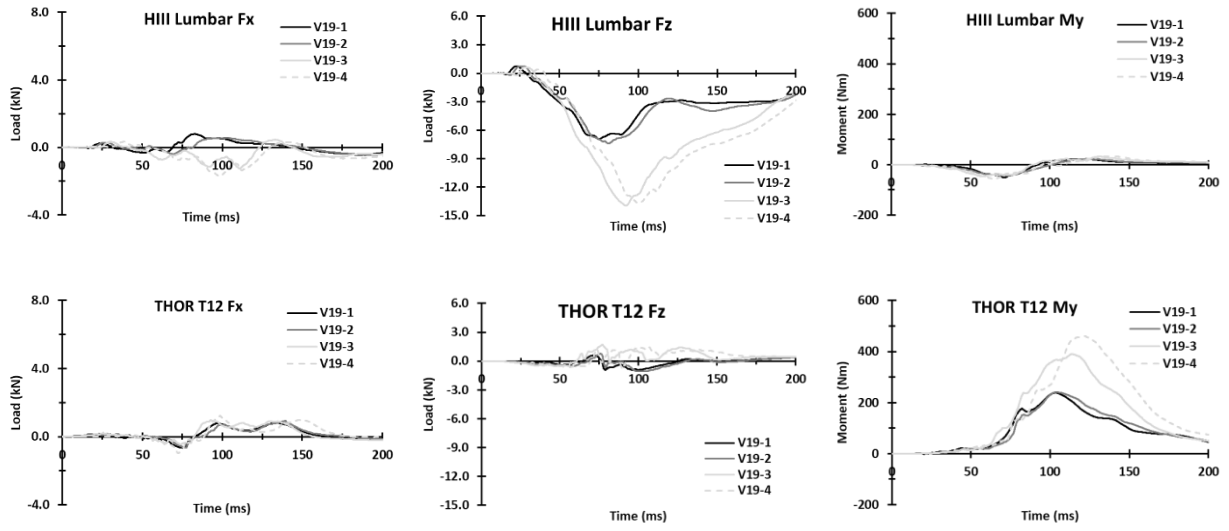 HIII Lumbar Fx
8.0
4.0
0.0
-4.0
Load (kN)
0
50
100
150
200
Time (ms)
V19-1
V19-2
V19-3
V19-4
HIII Lumbar Fz
6.0
3.0
0.0
-3.0
-6.0
-9.0
-12.0
-15.0
Load (kN)
0
50
100
150
200
Time (ms)
V19-1
V19-2
V19-3
V19-4
HIII Lumbar My
600
400
200
0
-200
Moment (Nm)
0
50
100
150
200
Time (ms)
V19-1
V19-2
V19-3
V19-4
THOR T12 Fx
8.0
4.0
0.0
-4.0
Load (kN)
0
50
100
150
200
Time (ms)
V19-1
V19-2
V19-3
V19-4
THOR T12 Fz
6.0
3.0
0.0
-3.0
-6.0
-9.0
-12.0
-15.0
Load (kN)
0
50
100
150
200
Time (ms)
V19-1
V19-2
V19-3
V19-4
THOR T12 My
600
400
200
0
-200
Moment (Nm)
0
50
100
150
200
Time (ms)
V19-1
V19-2
V19-3
V19-4